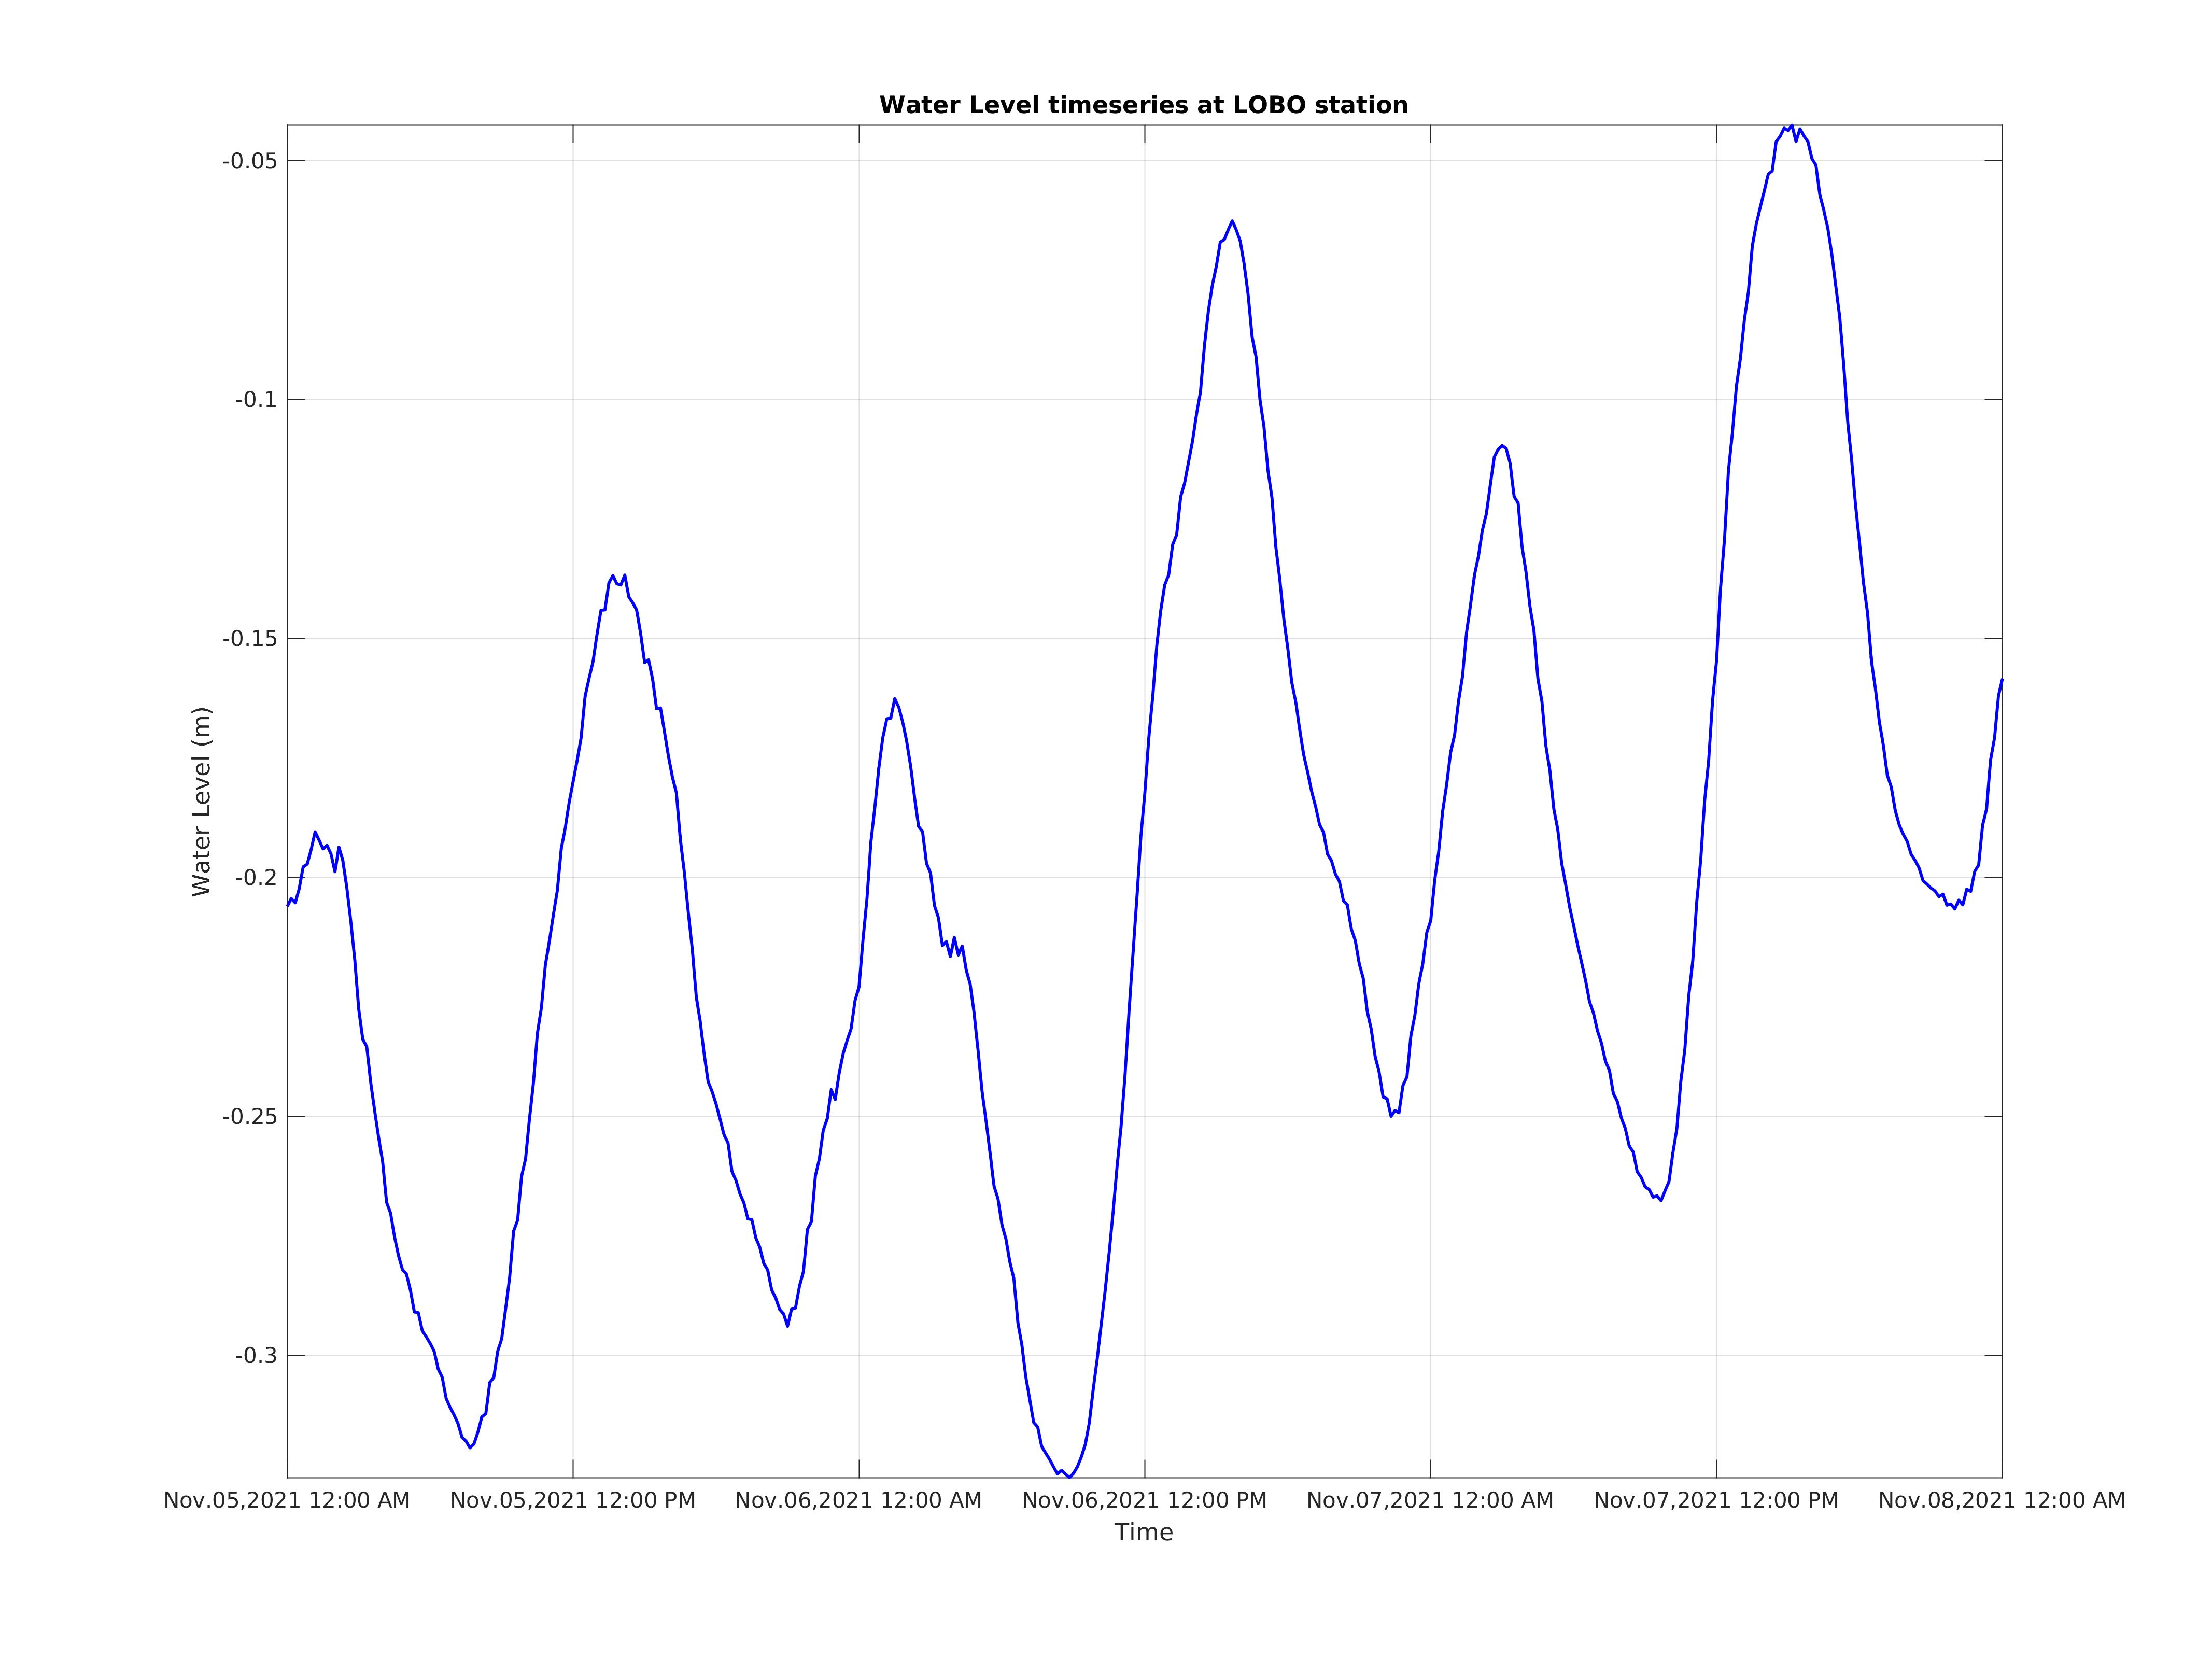 Water Level timeseries at LOBO station
-0.05
-0.1
-0.15
-0.2
-0.25
-0.3
Water Level (m)
Nov.05,2021 12:00 AM Nov.05,2021 12:00 PM Nov.06,2021 12:00 AM Nov.06,2021 12:00 PM Nov.07,2021 12:00 AM Nov.07,2021 12:00 PM Nov.08,2021 12:00 AM
Time